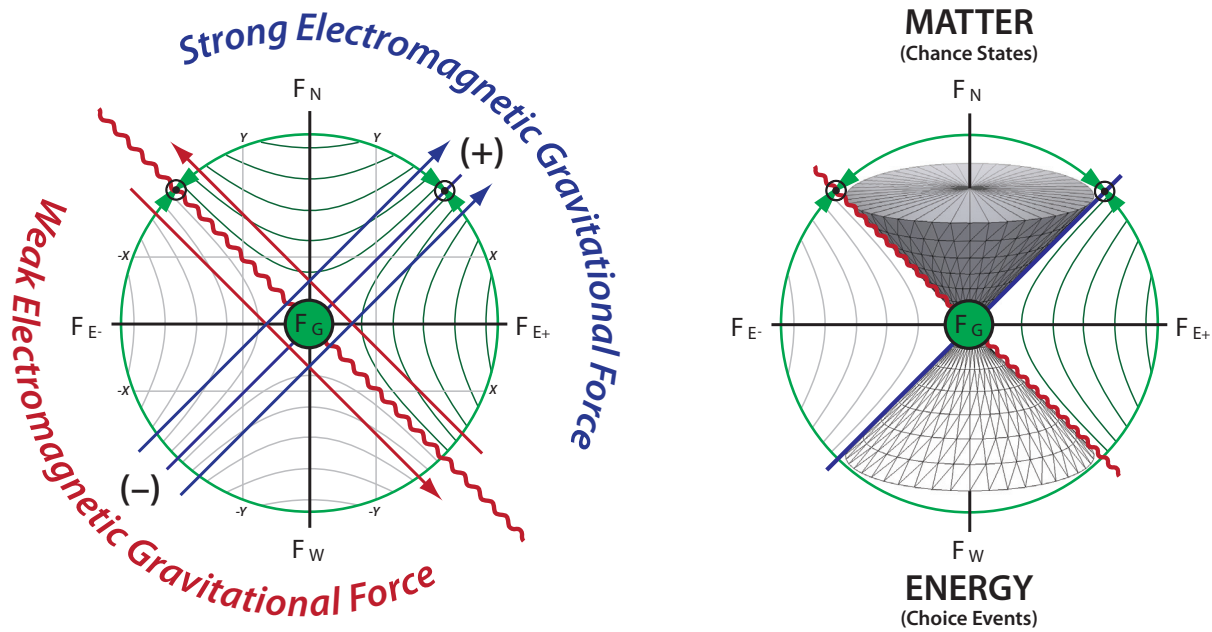 Strong Electromagnetic Gravitational Force
F N
Y
Y
(+)
-X
X
F E-
F G
F E+
-X
X
(−)
-Y
-Y
F W
Weak Electromagnetic Gravitational Force
MATTER
(Chance States)
F N
F E-
F G
F E+
F W
ENERGY
(Choice Events)